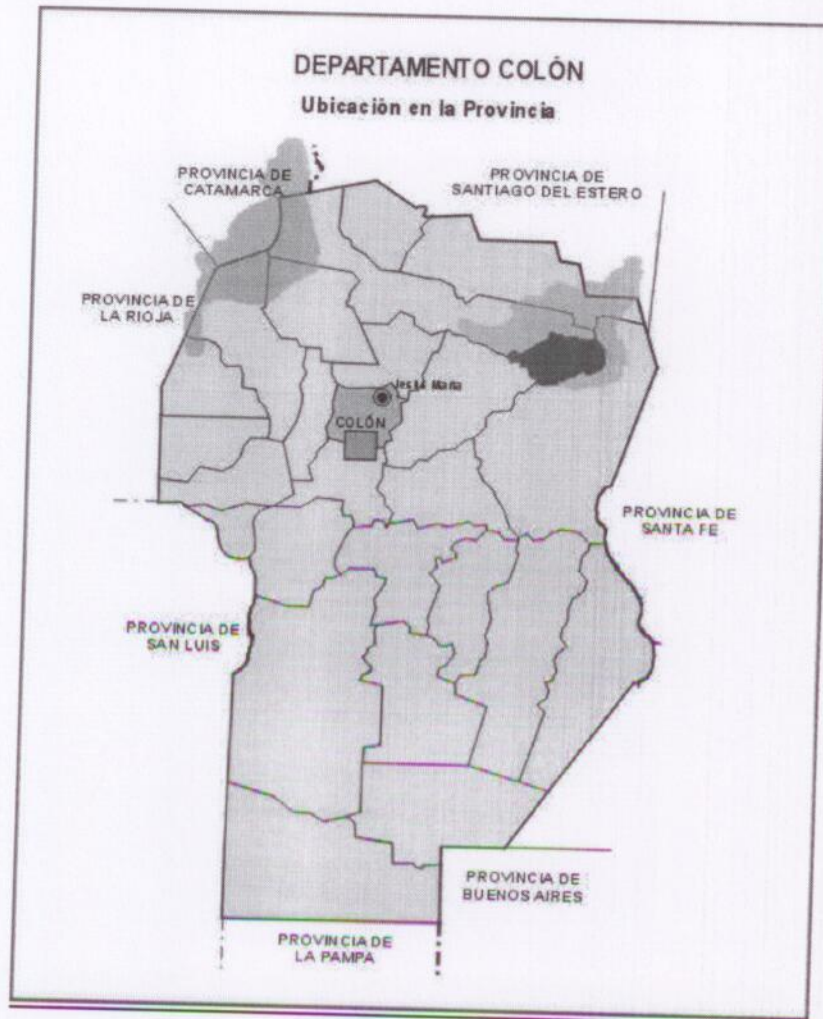 DEPARTAMENTO COLÓN
Ubicación en la Provincia
PROVINCIA DE
CATAMARCA
PROVINCIA DE
SANTIAGO DEL ESTERO
PROVINCIA DE
LA RIOJA
Jesús María
COLÓN
PROVINCIA DE
SANTA FE
PROVINCIA DE
SAN LUIS
PROVINCIA DE
BUENOS AIRES
PROVINCIA DE
LA PAMPA